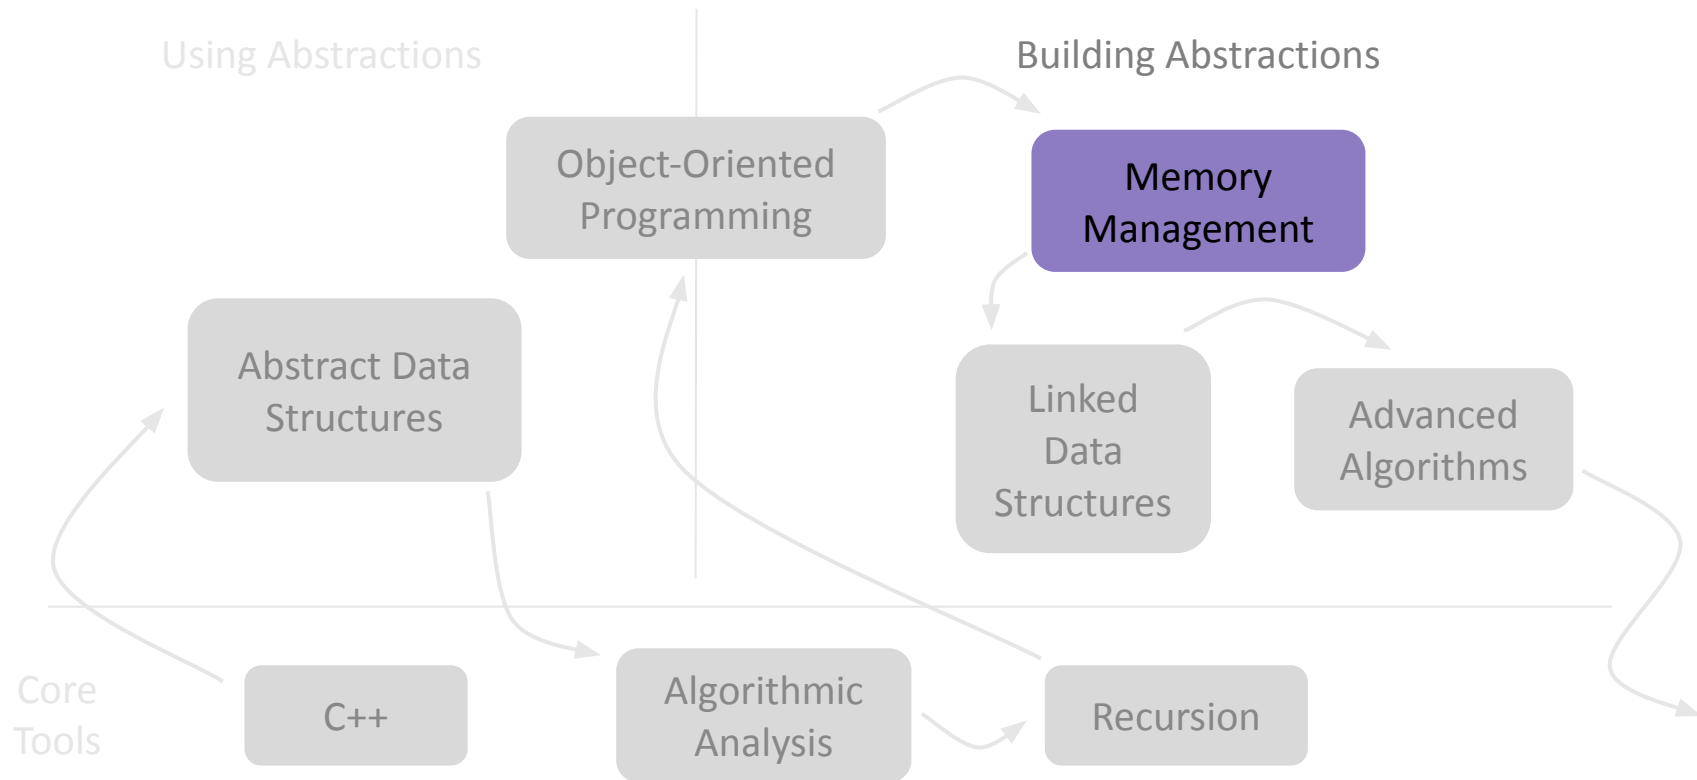 Using Abstractions
Building Abstractions
Object-Oriented
Programming
Memory
Management
Abstract Data
Structures
Linked
Data
Structures
Advanced
Algorithms
Core
Tools
C++
Algorithmic
Analysis
Recursion